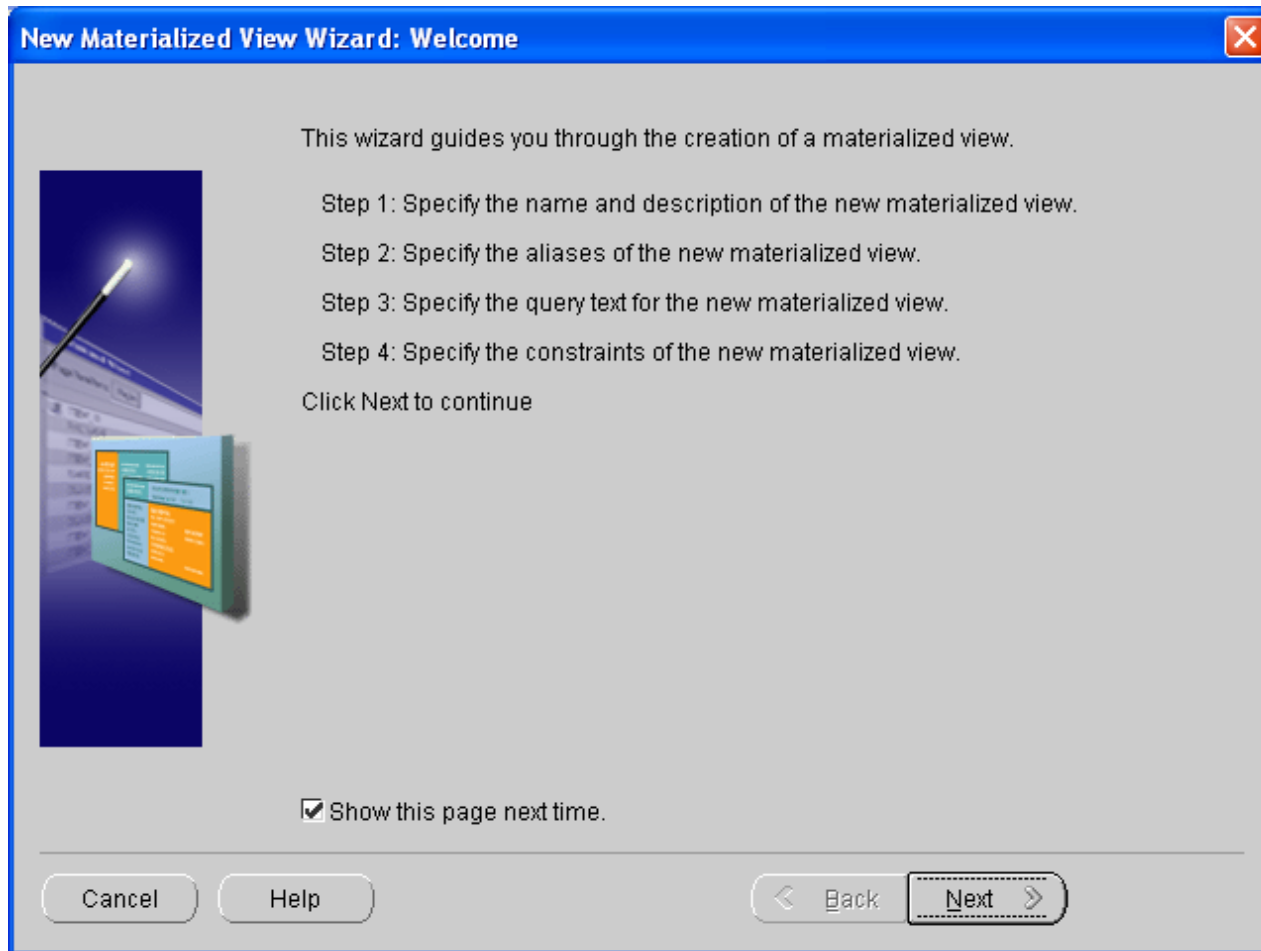 New Materialized View Wizard: Welcome
This wizard guides you through the creation of a materialized view.
Step 1: Specify the name and description of the new materialized view.
Step 2: Specify the aliases of the new materialized view.
Step 3: Specify the query text for the new materialized view.
Step 4: Specify the constraints of the new materialized view.
Click Next to continue
Show this page next time.
Cancel Help Back Next